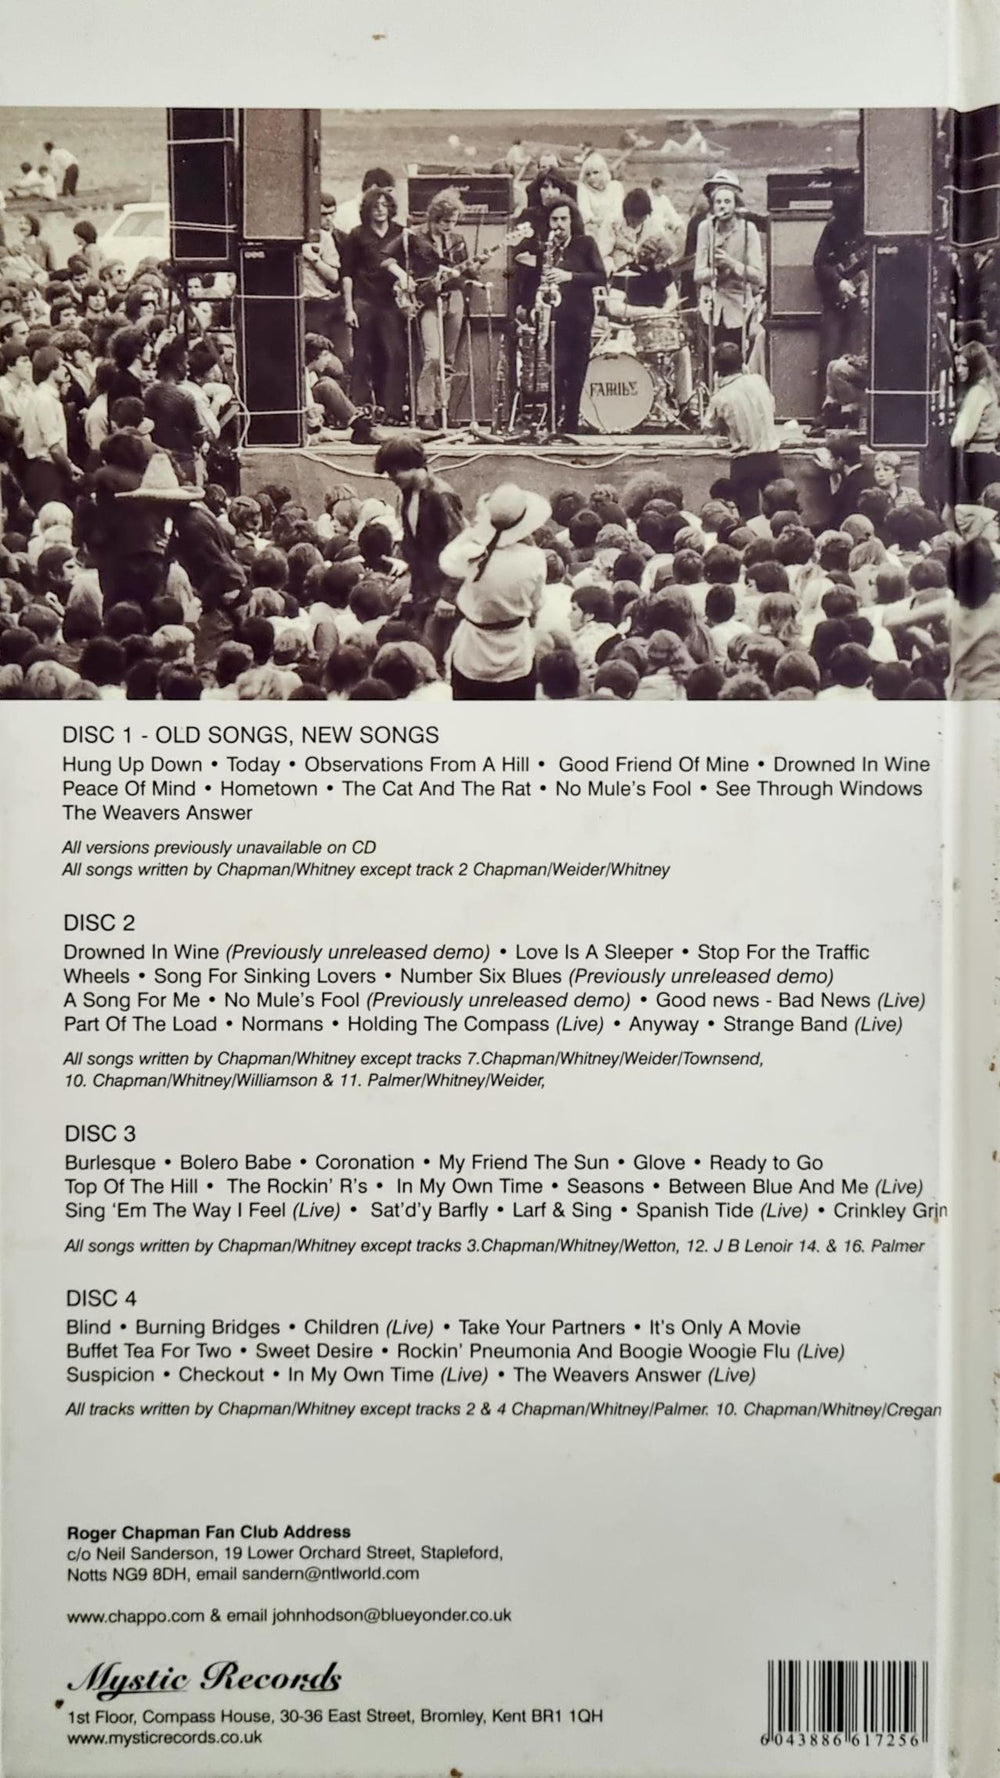 FAMILY
DISC 1 - OLD SONGS, NEW SONGS
Hung Up Down • Today • Observations From A Hill • Good Friend Of Mine • Drowned In Wine
Peace Of Mind • Hometown • The Cat And The Rat • No Mule's Fool • See Through Windows
The Weavers Answer
All versions previously unavailable on CD
All songs written by Chapman/Whitney except track 2 Chapman/Weider/Whitney
DISC 2
Drowned In Wine (Previously unreleased demo) • Love Is A Sleeper • Stop For the Traffic
Wheels • Song For Sinking Lovers • Number Six Blues (Previously unreleased demo)
A Song For Me • No Mule's Fool (Previously unreleased demo) • Good news - Bad News (Live)
Part Of The Load • Normans • Holding The Compass (Live) • Anyway • Strange Band (Live)
All songs written by Chapman/Whitney except tracks 7.Chapman/Whitney/Weider/Townsend,
10. Chapman/Whitney/Williamson & 11. Palmer/Whitney/Weider,
DISC 3
Burlesque • Bolero Babe • Coronation • My Friend The Sun • Glove • Ready to Go
Top Of The Hill • The Rockin' R's • In My Own Time • Seasons • Between Blue And Me (Live)
Sing 'Em The Way I Feel (Live) • Sat'd'y Barfly • Larf & Sing • Spanish Tide (Live) • Crinkley Grin
All songs written by Chapman/Whitney except tracks 3.Chapman/Whitney/Wetton, 12. J B Lenoir 14. & 16. Palmer
DISC 4
Blind • Burning Bridges • Children (Live) • Take Your Partners • It's Only A Movie
Buffet Tea For Two • Sweet Desire • Rockin' Pneumonia And Boogie Woogie Flu (Live)
Suspicion • Checkout • In My Own Time (Live) • The Weavers Answer (Live)
All tracks written by Chapman/Whitney except tracks 2 & 4 Chapman/Whitney/Palmer. 10. Chapman/Whitney/Cregan
Roger Chapman Fan Club Address
c/o Neil Sanderson, 19 Lower Orchard Street, Stapleford,
Notts NG9 8DH, email sandern@ntlworld.com
www.chappo.com & email johnhodson@blueyonder.co.uk
Mystic Records
1st Floor, Compass House, 30-36 East Street, Bromley, Kent BR1 1QH
www.mysticrecords.co.uk
6 043886 617256